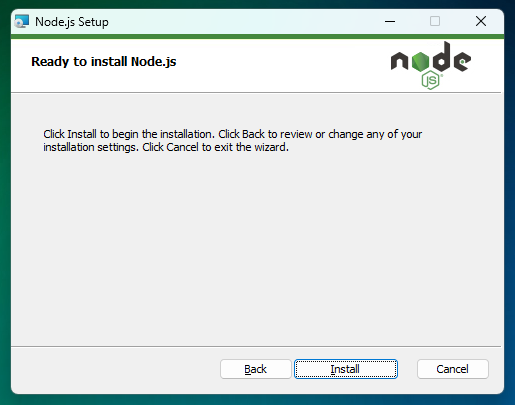 Node.js Setup
Ready to install Node.js
node
JS
Click Install to begin the installation. Click Back to review or change any of your
installation settings. Click Cancel to exit the wizard.
Back
Install
Cancel